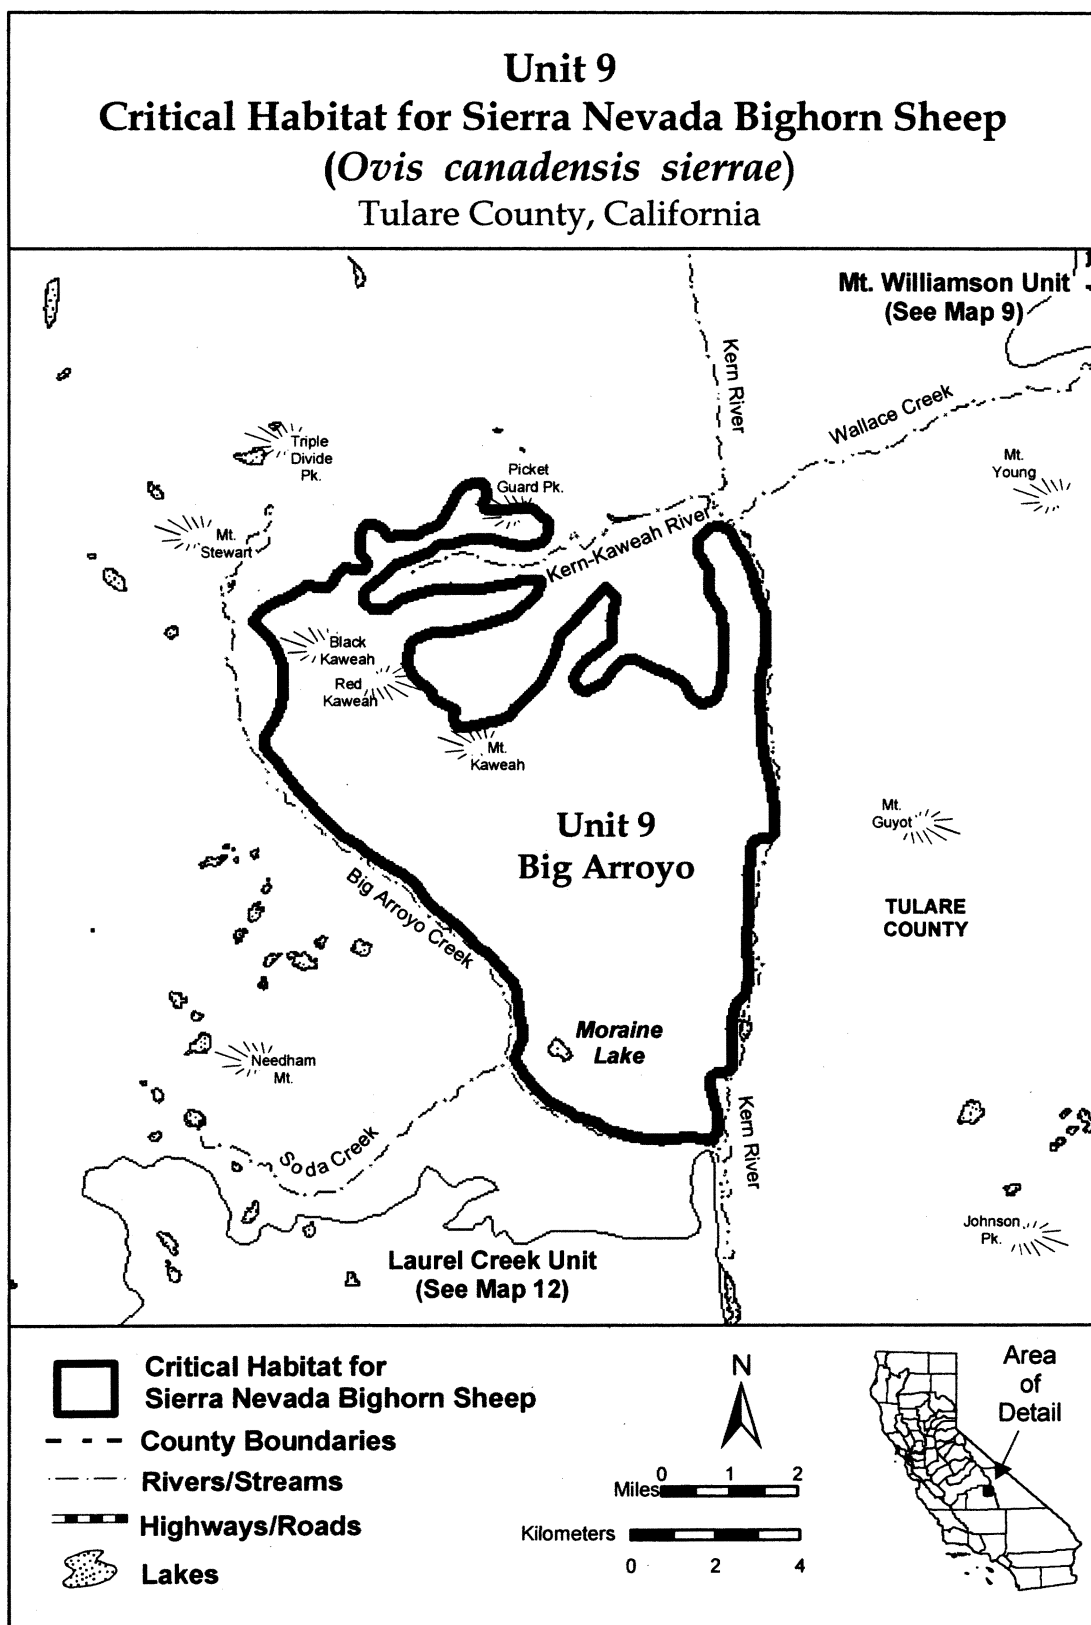 Unit 9
Critical Habitat for Sierra Nevada Bighorn Sheep
(Ovis canadensis sierrae)
Tulare County, California
Mt. Williamson Unit
(See Map 9)
Kern River
Wallace Creek
Triple
Divide
Pk.
Picket
Guard Pk.
Mt.
Young
Mt.
Stewart
Kern-Kaweah River
Black
Kaweah
Red
Kaweah
Mt.
Kaweah
Unit 9
Big Arroyo
Mt.
Guyot
Big Arroyo Creek
TULARE
COUNTY
Moraine
Lake
Needham
Mt.
Kern River
Soda Creek
Johnson
Pk.
Laurel Creek Unit
(See Map 12)
Critical Habitat for
Sierra Nevada Bighorn Sheep
County Boundaries
Rivers/Streams
Highways/Roads
Lakes
N
0 1 2
Miles
Kilometers
0 2 4
Area
of
Detail